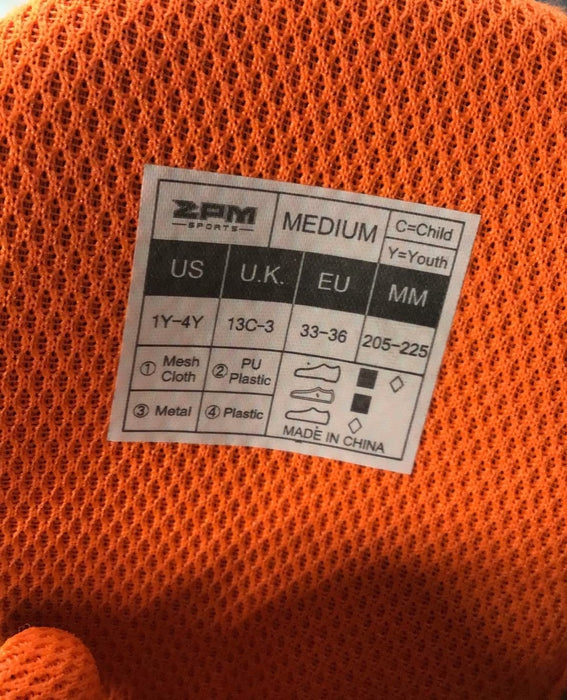 ZPM
SPORTS
MEDIUM
C=Child
Y=Youth
US U.K. EU MM
1Y-4Y 13C-3 33-36 205-225
① Mesh Cloth
② PU Plastic
③ Metal
④ Plastic
MADE IN CHINA